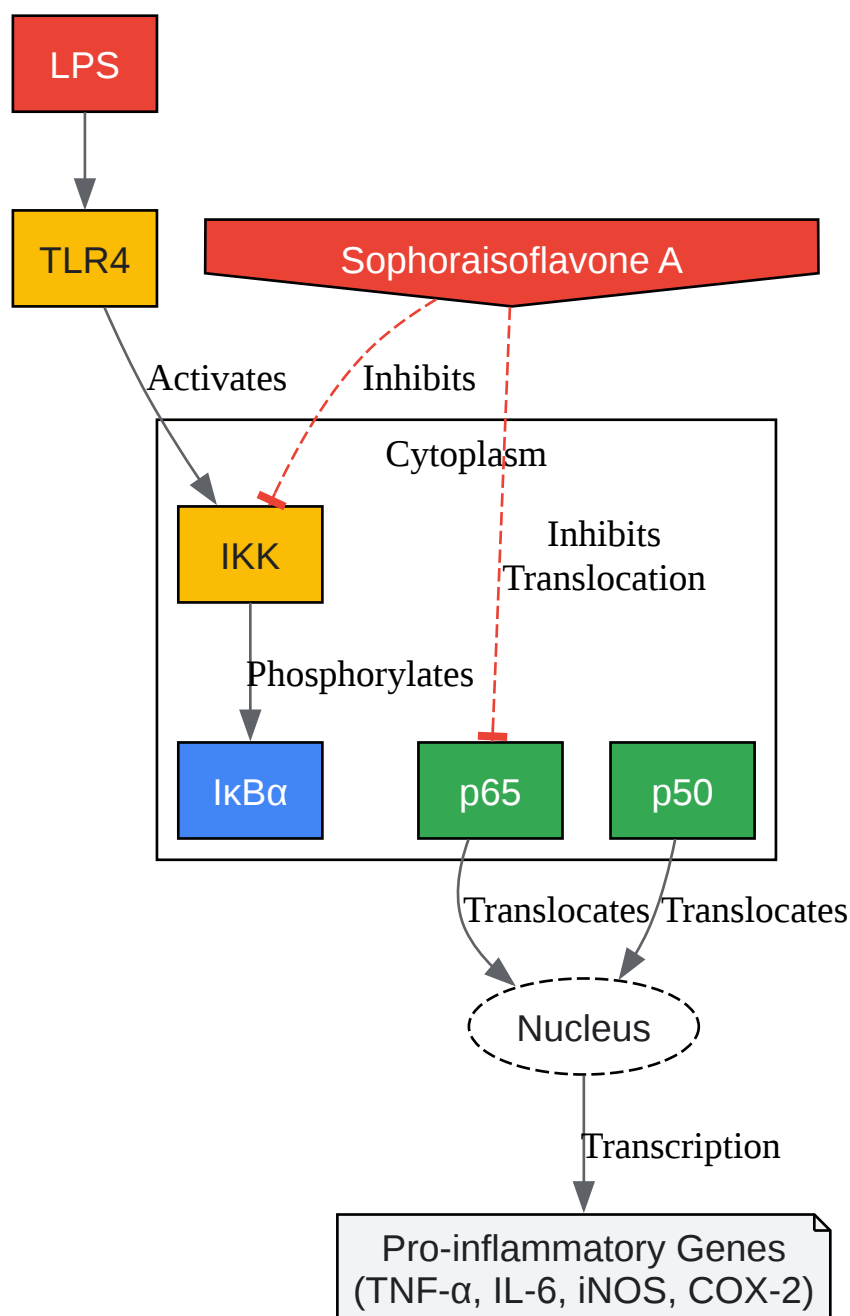 LPS
TLR4
Sophoraisoflavone A
Activates
Inhibits
Cytoplasm
IKK
Inhibits
Translocation
Phosphorylates
IκBα
p65
p50
Translocates
Translocates
Nucleus
Transcription
Pro-inflammatory Genes
(TNF-α, IL-6, iNOS, COX-2)